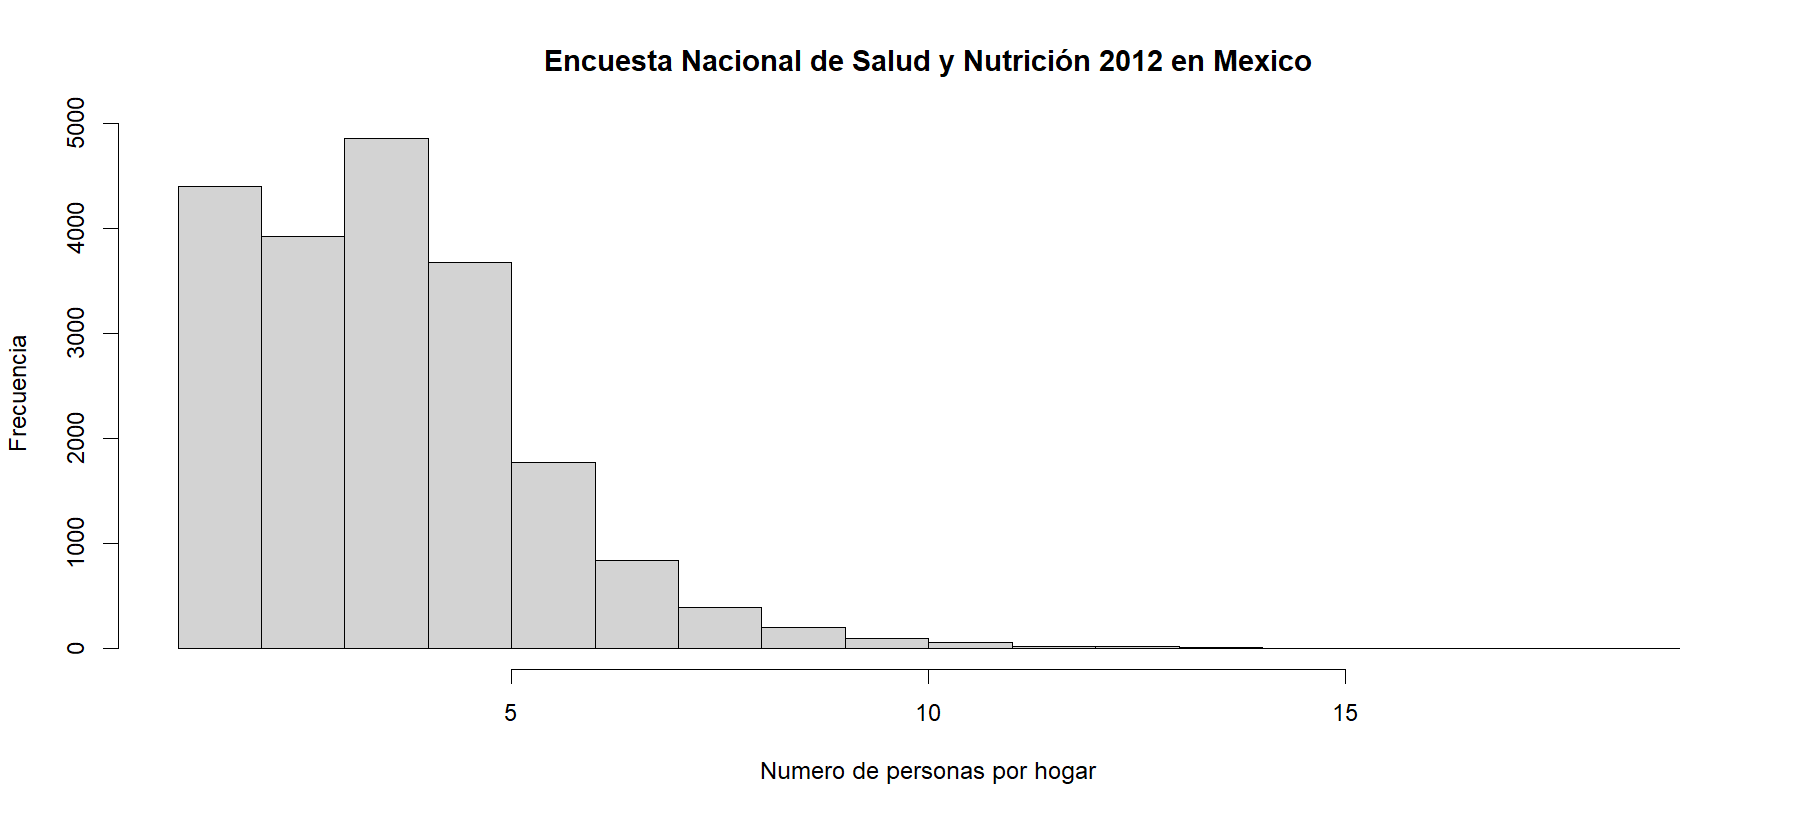 Encuesta Nacional de Salud y Nutrición 2012 en Mexico
5000
4000
3000
2000
1000
0
Frecuencia
5 10 15
Numero de personas por hogar